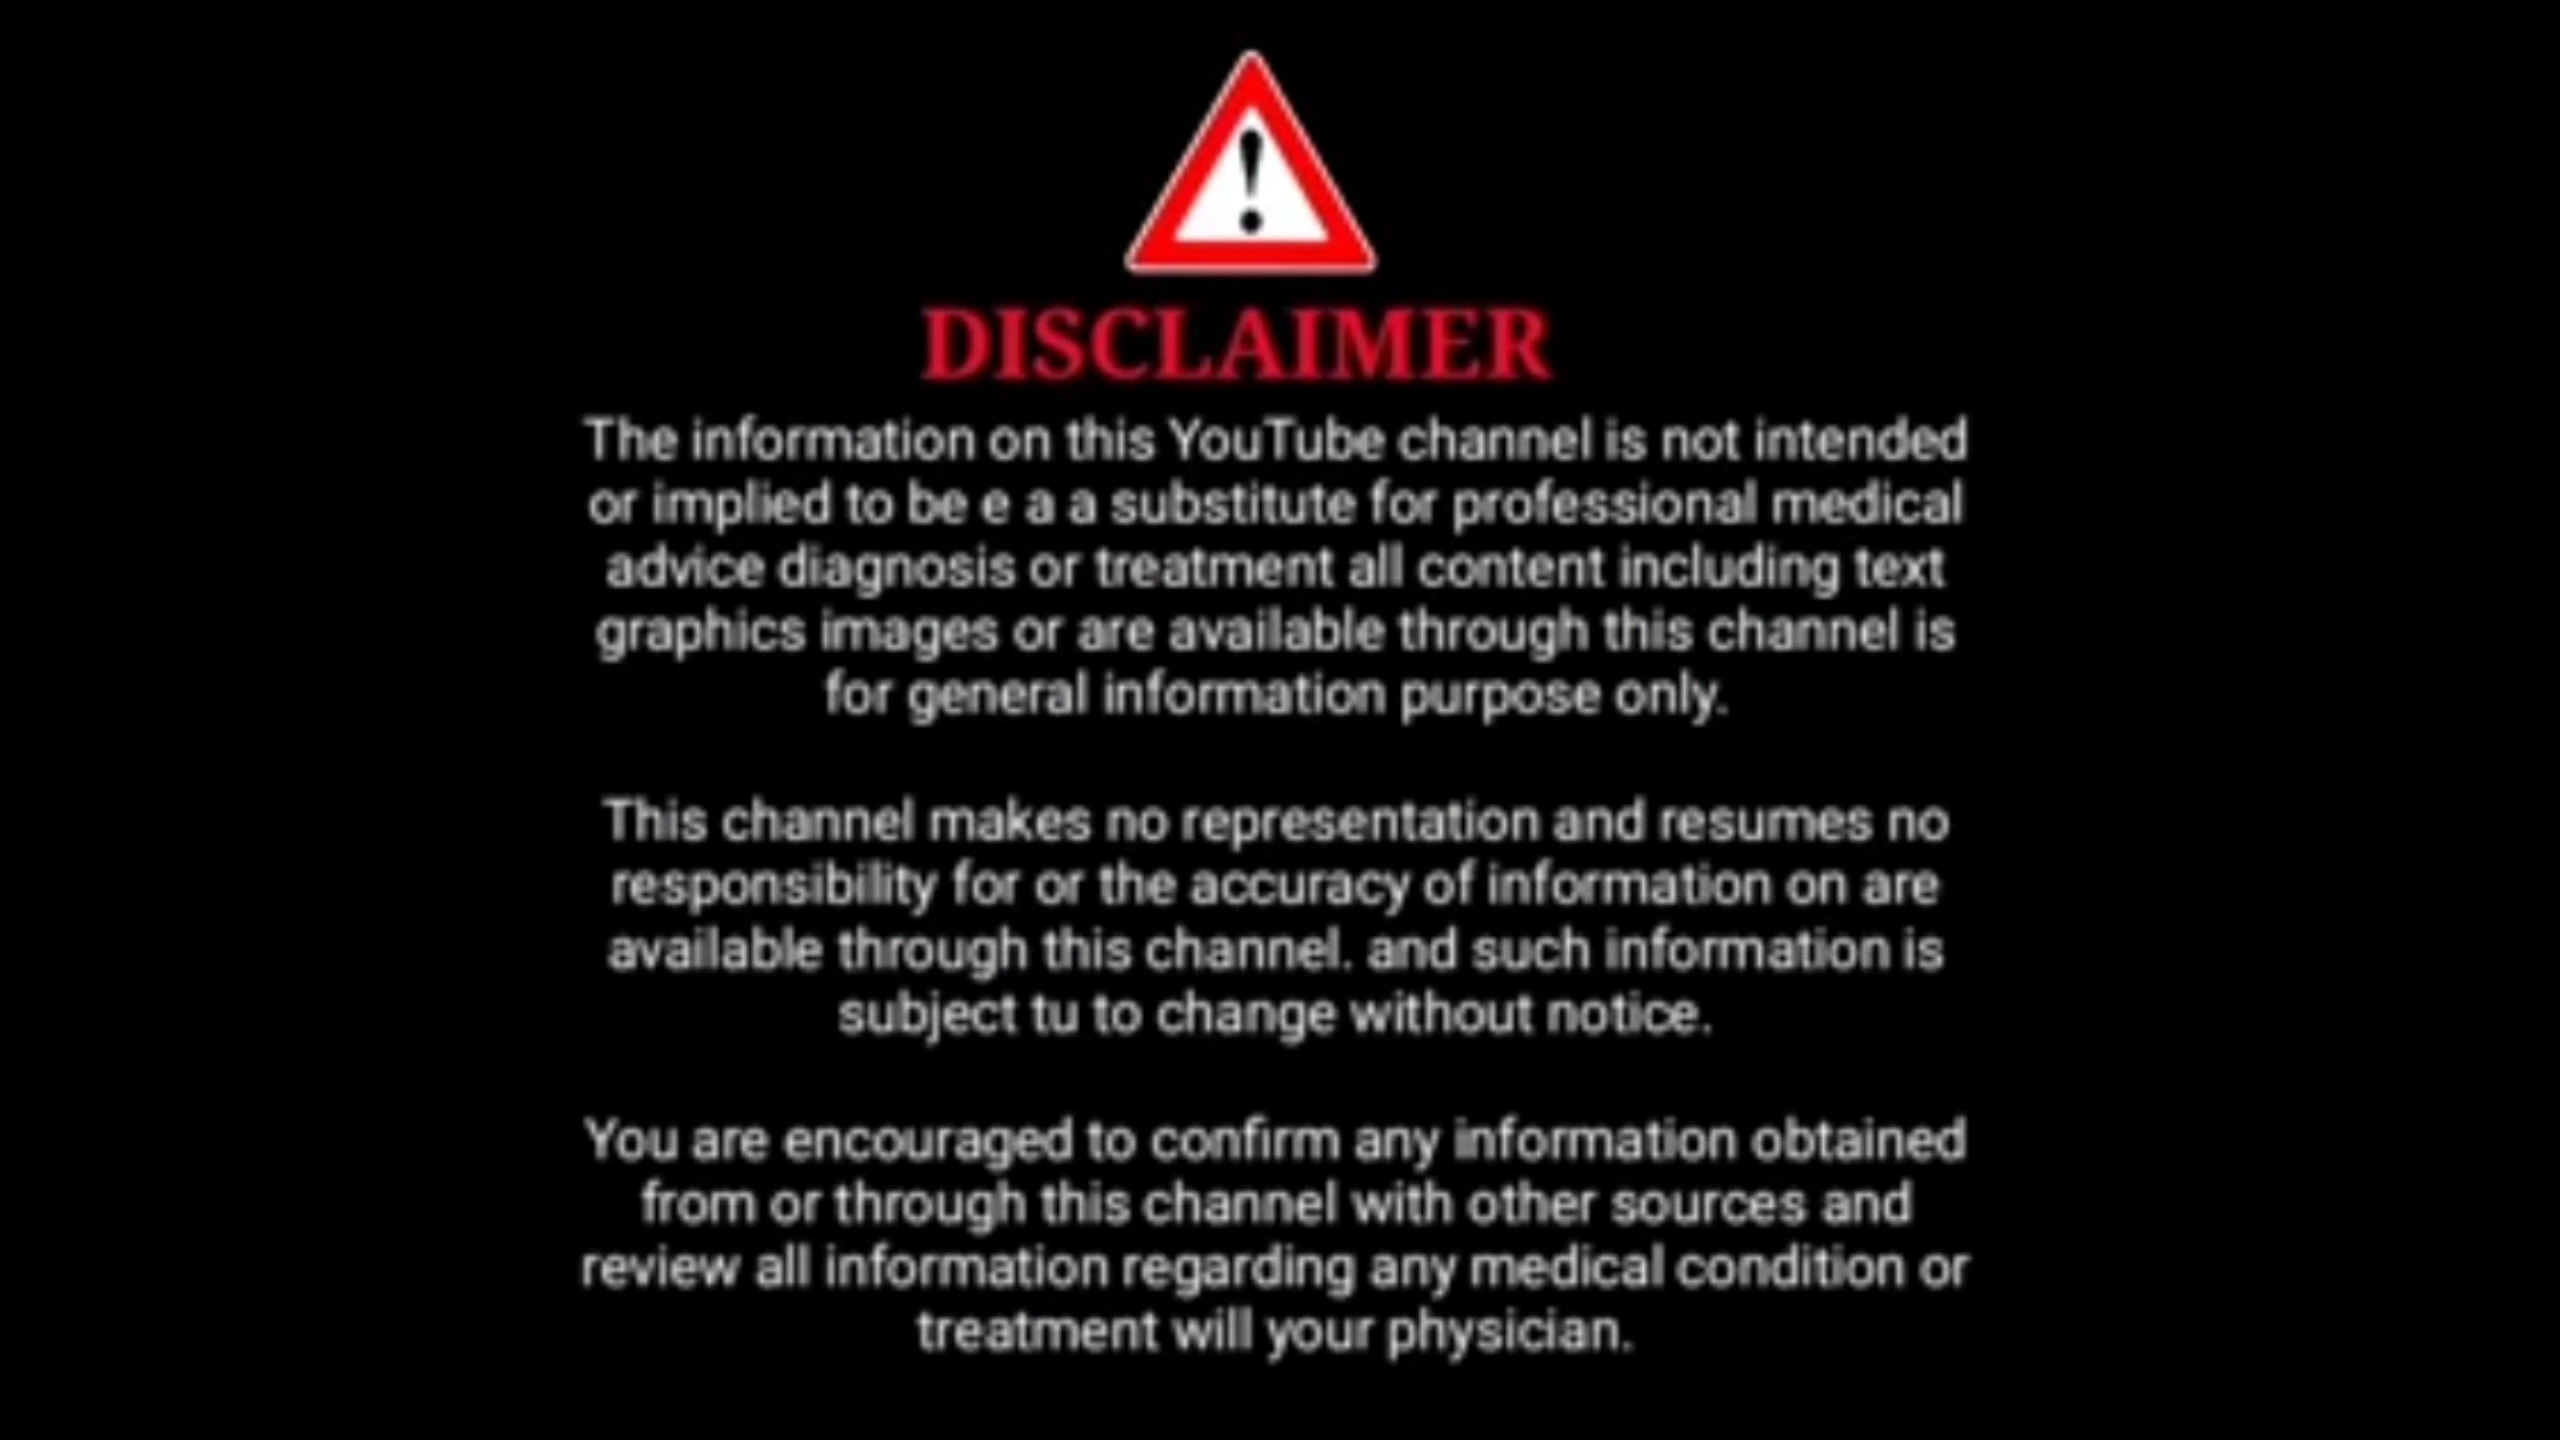 !
DISCLAIMER
The information on this YouTube channel is not intended
or implied to be e a a substitute for professional medical
advice diagnosis or treatment all content including text
graphics images or are available through this channel is
for general information purpose only.
This channel makes no representation and resumes no
responsibility for or the accuracy of information on are
available through this channel. and such information is
subject tu to change without notice.
You are encouraged to confirm any information obtained
from or through this channel with other sources and
review all information regarding any medical condition or
treatment will your physician.